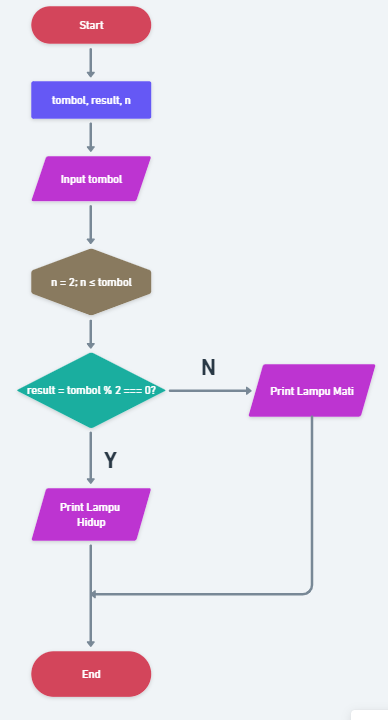 Start
tombol, result, n
Input tombol
n = 2; n ≤ tombol
result = tombol % 2 === 0?
N
Print Lampu Mati
Y
Print Lampu
Hidup
End